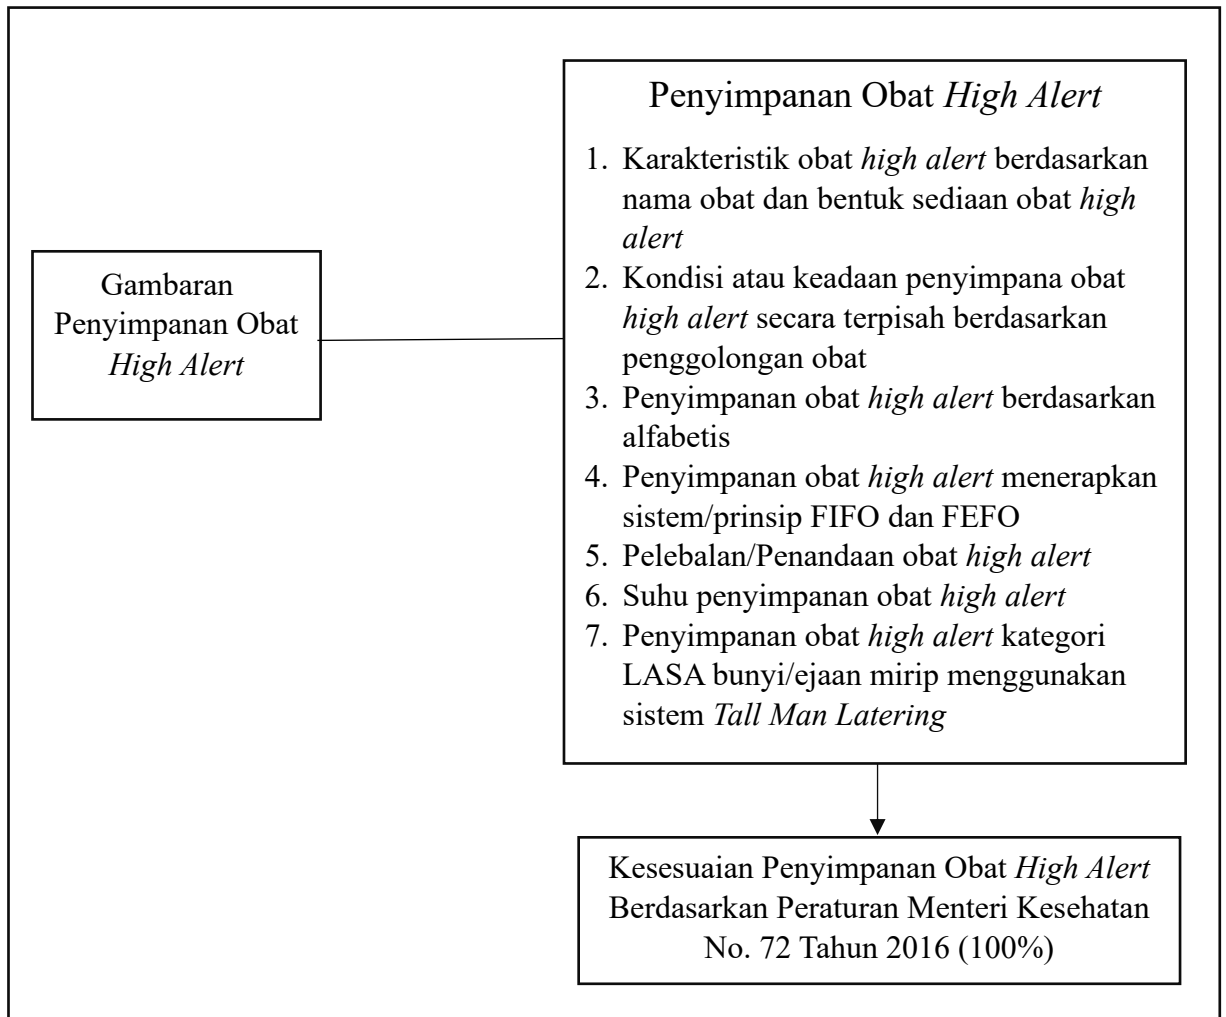 Penyimpanan Obat High Alert
1. Karakteristik obat high alert berdasarkan
nama obat dan bentuk sediaan obat high
alert
2. Kondisi atau keadaan penyimpana obat
high alert secara terpisah berdasarkan
penggolongan obat
3. Penyimpanan obat high alert berdasarkan
alfabetis
4. Penyimpanan obat high alert menerapkan
sistem/prinsip FIFO dan FEFO
5. Pelebalan/Penandaan obat high alert
6. Suhu penyimpanan obat high alert
7. Penyimpanan obat high alert kategori
LASA bunyi/ejaan mirip menggunakan
sistem Tall Man Latering
Gambaran
Penyimpanan Obat
High Alert
Kesesuaian Penyimpanan Obat High Alert
Berdasarkan Peraturan Menteri Kesehatan
No. 72 Tahun 2016 (100%)